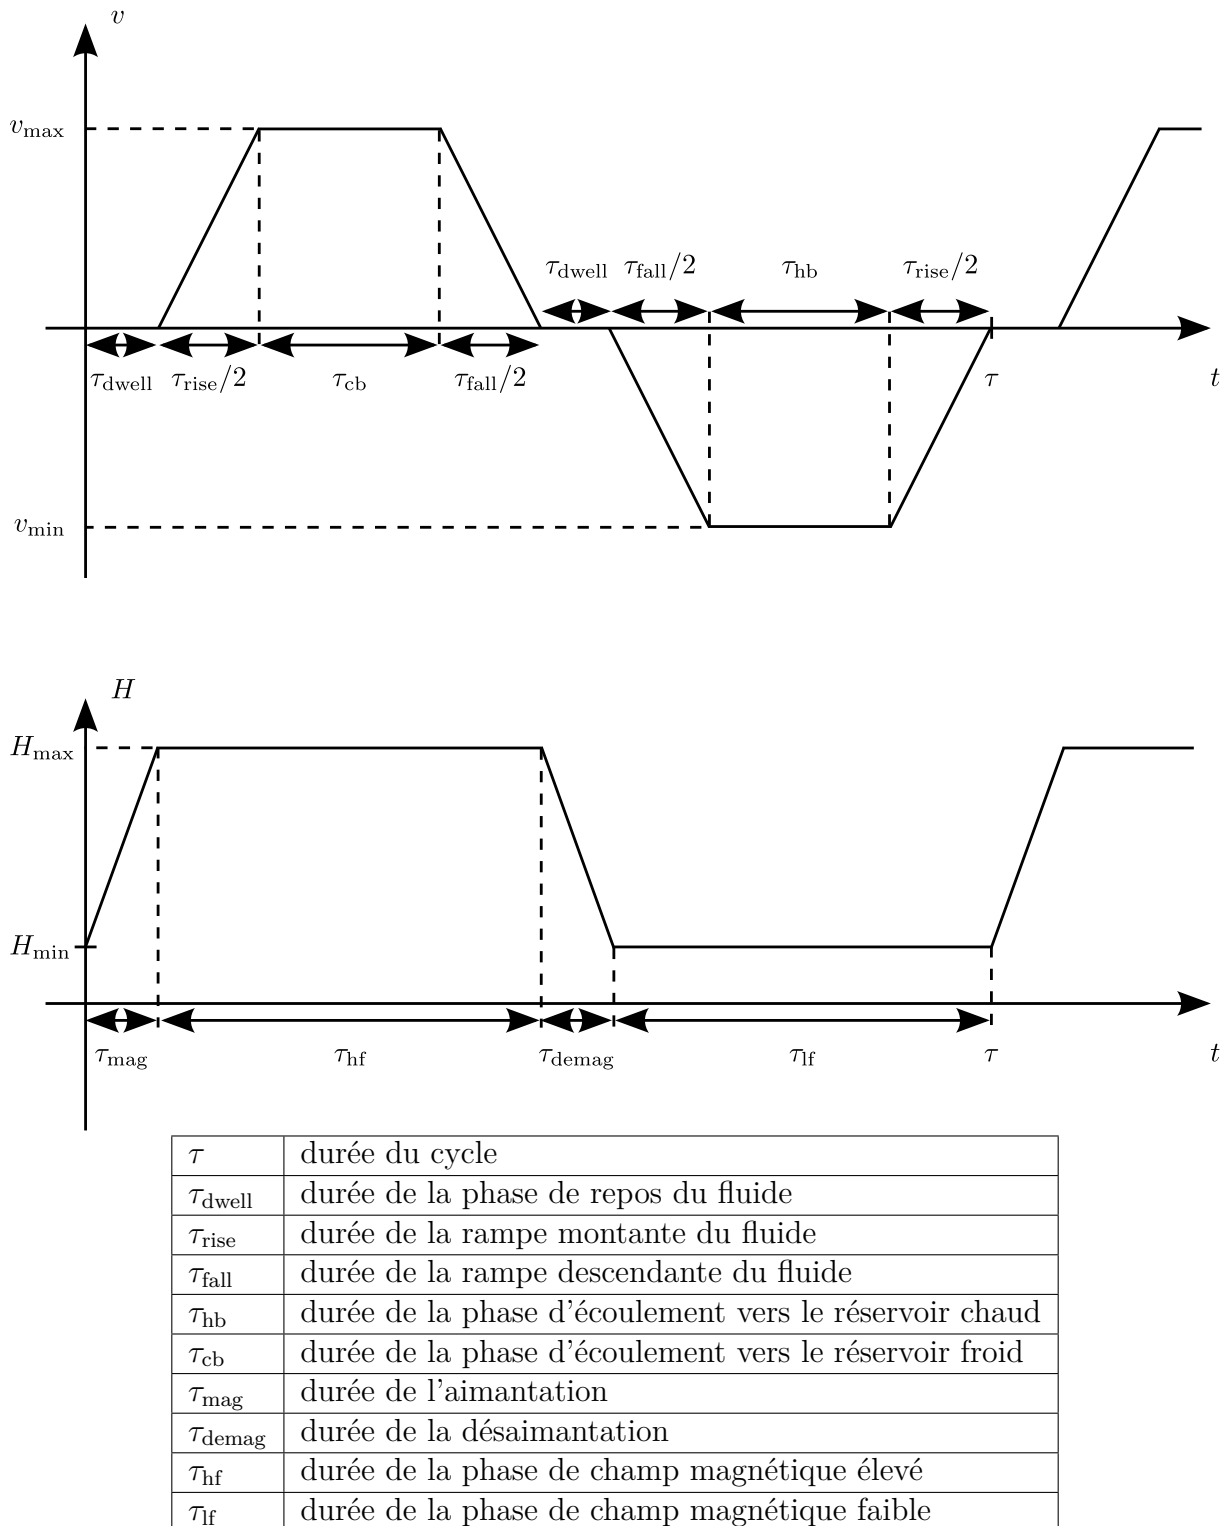 v
v_max
τ_dwell τ_fall/2 τ_hb τ_rise/2
τ_dwell τ_rise/2 τ_cb τ_fall/2 τ t
v_min
H
H_max
H_min
τ_mag τ_hf τ_demag τ_lf τ t
τ durée du cycle
τ_dwell durée de la phase de repos du fluide
τ_rise durée de la rampe montante du fluide
τ_fall durée de la rampe descendante du fluide
τ_hb durée de la phase d'écoulement vers le réservoir chaud
τ_cb durée de la phase d'écoulement vers le réservoir froid
τ_mag durée de l'aimantation
τ_demag durée de la désaimantation
τ_hf durée de la phase de champ magnétique élevé
τ_lf durée de la phase de champ magnétique faible